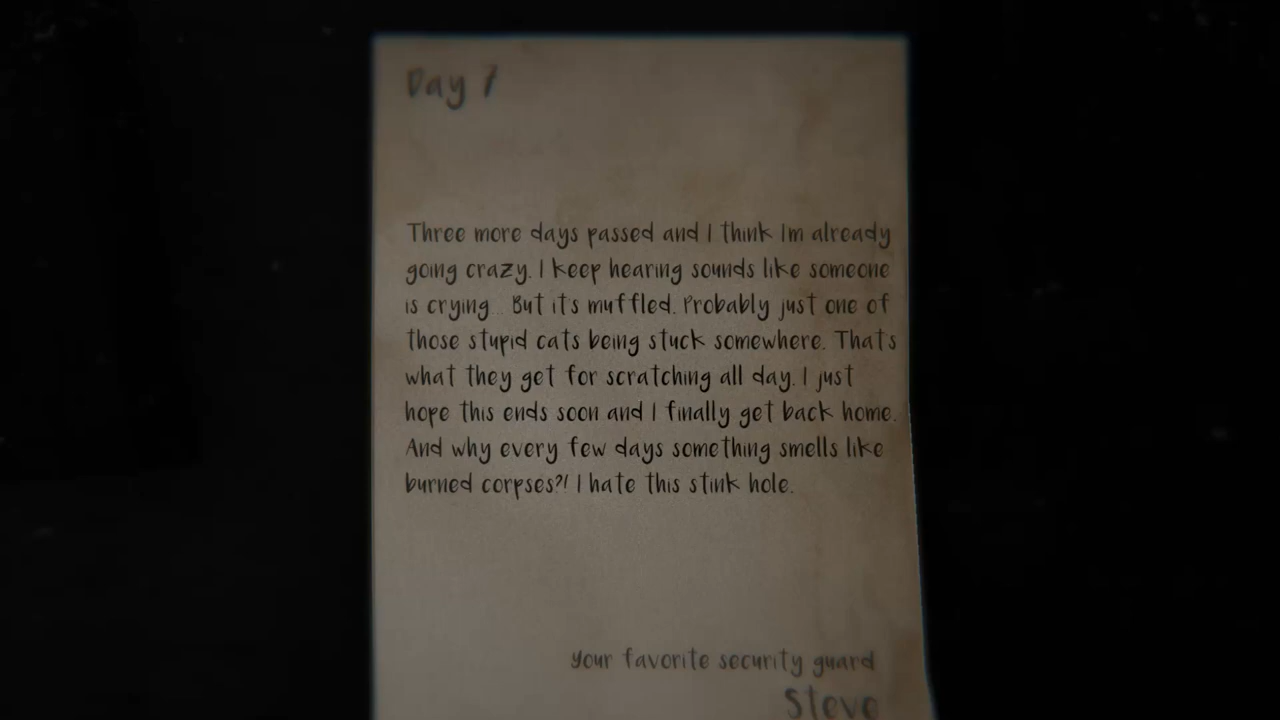 Day 7
Three more days passed and I think Im already
going crazy. I keep hearing sounds like someone
is crying.. But it's muffled. Probably just one of
those stupid cats being stuck somewhere. That's
what they get for scratching all day. I just
hope this ends soon and I finally get back home.
And why every few days something smells like
burned corpses?! I hate this stink hole.
your favorite security guard
Steve